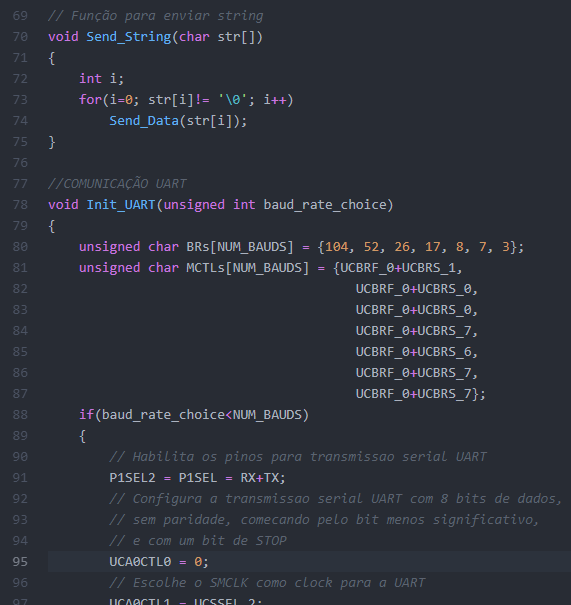 69 // Função para enviar string
70 void Send_String(char str[])
71 {
72     int i;
73     for(i=0; str[i]!= '\0'; i++)
74         Send_Data(str[i]);
75 }
76
77 //COMUNICAÇÃO UART
78 void Init_UART(unsigned int baud_rate_choice)
79 {
80     unsigned char BRs[NUM_BAUDS] = {104, 52, 26, 17, 8, 7, 3};
81     unsigned char MCTLs[NUM_BAUDS] = {UCBRF_0+UCBRS_1,
82                                         UCBRF_0+UCBRS_0,
83                                         UCBRF_0+UCBRS_0,
84                                         UCBRF_0+UCBRS_7,
85                                         UCBRF_0+UCBRS_6,
86                                         UCBRF_0+UCBRS_7,
87                                         UCBRF_0+UCBRS_7};
88     if(baud_rate_choice<NUM_BAUDS)
89     {
90         // Habilita os pinos para transmissao serial UART
91         P1SEL2 = P1SEL = RX+TX;
92         // Configura a transmissao serial UART com 8 bits de dados,
93         // sem paridade, comecando pelo bit menos significativo,
94         // e com um bit de STOP
95         UCA0CTL0 = 0;
96         // Escolhe o SMCLK como clock para a UART
97         UCA0CTL1 = UCSSEL_2;